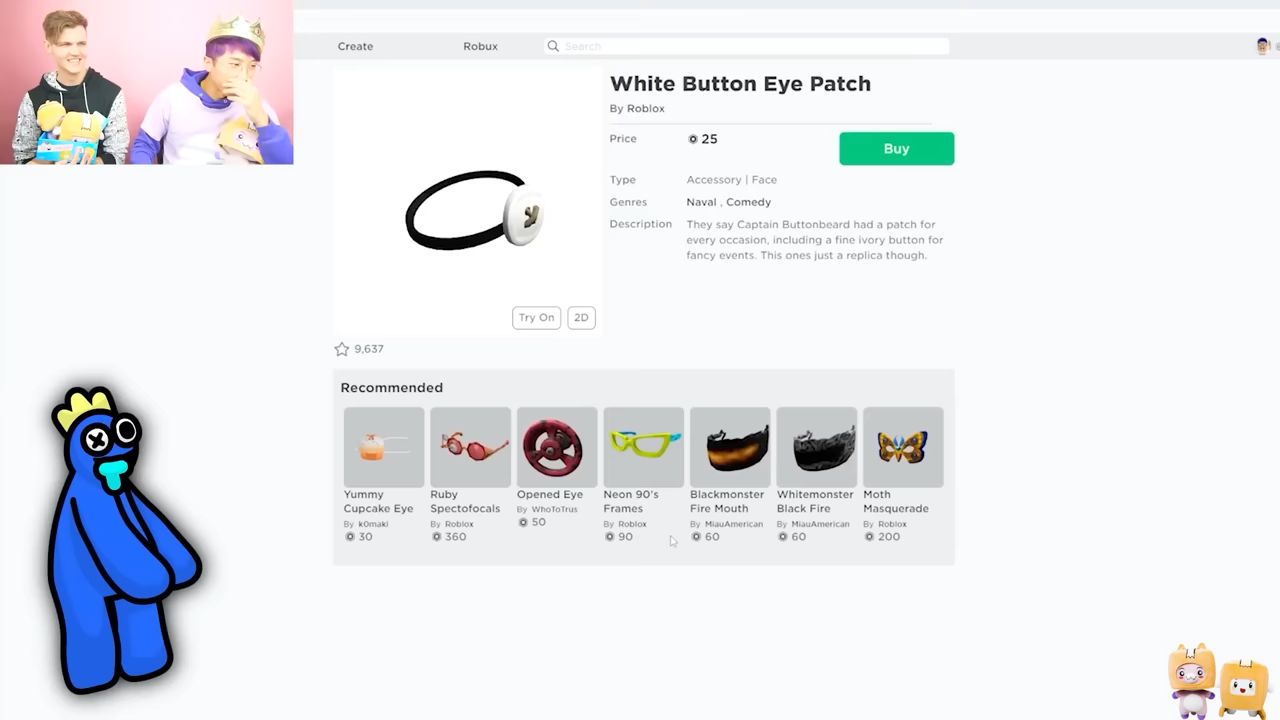 Create Robux Search
White Button Eye Patch
By Roblox
Price 25
Buy
Type Accessory | Face
Genres Naval , Comedy
Description They say Captain Buttonbeard had a patch for
every occasion, including a fine ivory button for
fancy events. This ones just a replica though.
Try On 2D
9,637
Recommended
Yummy
Cupcake Eye
By k0maki
30
Ruby
Spectofocals
By Roblox
360
Opened Eye
By WhoToTrus
50
Neon 90's
Frames
By Roblox
90
Blackmonster
Fire Mouth
By MiauAmerican
60
Whitemonster
Black Fire
By MiauAmerican
60
Moth
Masquerade
By Roblox
200